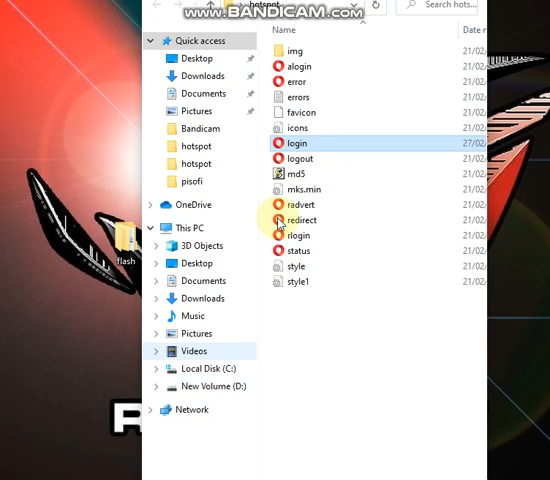 www.BANDICAM.com
hotspot
Search hots...
Name
Date r
Quick access
Desktop
Downloads
Documents
Pictures
Bandicam
hotspot
hotspot
pisofi
OneDrive
This PC
3D Objects
Desktop
Documents
Downloads
Music
Pictures
Videos
Local Disk (C:)
New Volume (D:)
Network
img 21/02/
alogin 21/02/
error 21/02/
errors 21/02/
favicon 21/02/
icons 21/02/
login 27/02/
logout 21/02/
md5 21/02/
mks.min 21/02/
radvert 21/02/
redirect 21/02/
rlogin 21/02/
status 21/02/
style 21/02/
style1 21/02/
flash
R